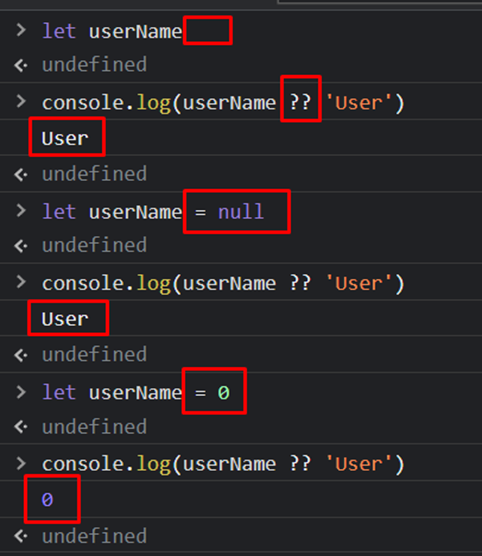 > let userName
<· undefined
> console.log(userName ?? 'User')
User
<· undefined
> let userName = null
<· undefined
> console.log(userName ?? 'User')
User
<· undefined
> let userName = 0
<· undefined
> console.log(userName ?? 'User')
0
<· undefined